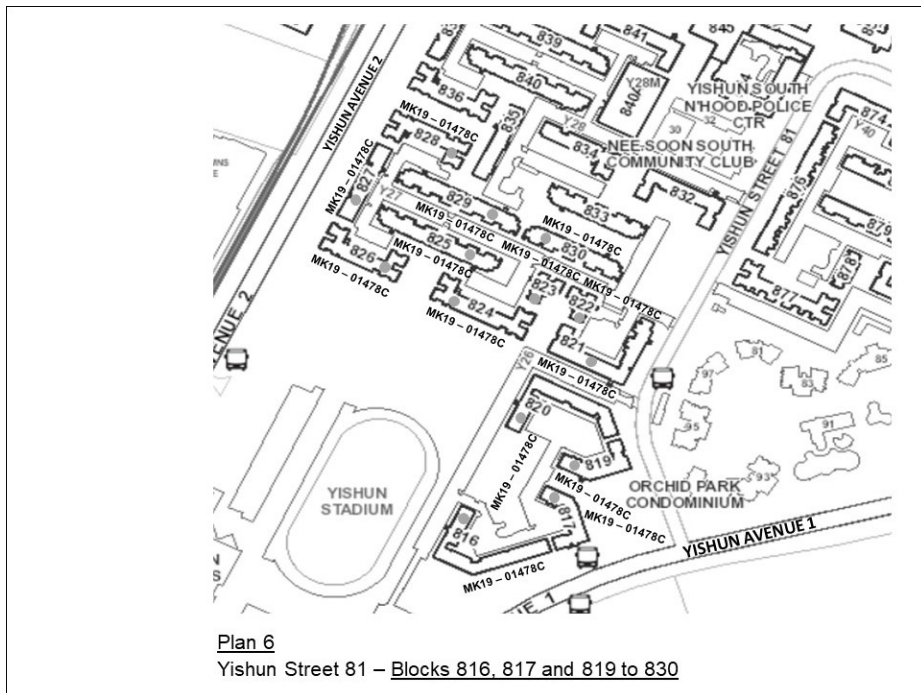 839
841
845
YISHUN AVENUE 2
840
Y28M
836
840A
YISHUN SOUTH
N'HOOD POLICE
CTR
874
MK19 – 01478C
835
Y28
32
30
Y40
828
834
NEE SOON SOUTH
COMMUNITY CLUB
YISHUN STREET 81
876
MK19 – 01478C
827
Y27
829
833
832
879
MK19 – 01478C
MK19 – 01478C
825
MK19 – 01478C
830
878
826
MK19 – 01478C
MK19 – 01478C
823
MK19 – 01478C
877
MK19 – 01478C
824
822
MK19 – 01478C
821
ENUE 2
Y26
MK19 – 01478C
97
81
85
83
820
95
91
MK19 – 01478C
819
93
ORCHID PARK
CONDOMINIUM
YISHUN
STADIUM
MK19 – 01478C
817
MK19 – 01478C
816
YISHUN AVENUE 1
MK19 – 01478C
1
Plan 6
Yishun Street 81 – Blocks 816, 817 and 819 to 830